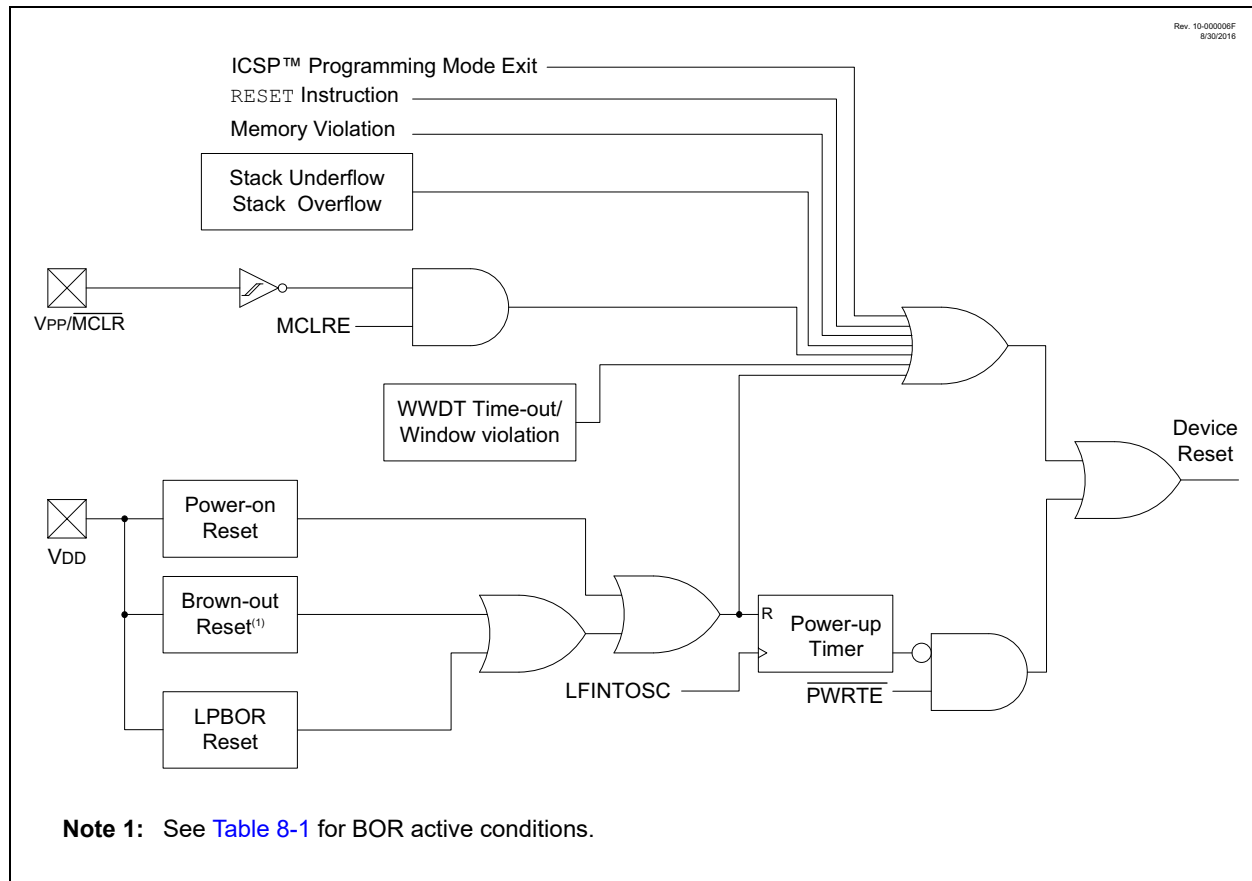 Rev. 10-000006F
8/30/2016
ICSP™ Programming Mode Exit
RESET Instruction
Memory Violation
Stack Underflow
Stack Overflow
VPP/MCLR
MCLRE
WWDT Time-out/
Window violation
Device
Reset
VDD
Power-on
Reset
Brown-out
Reset(1)
R
Power-up
Timer
LFINTOSC
PWRTE
LPBOR
Reset
Note 1: See Table 8-1 for BOR active conditions.